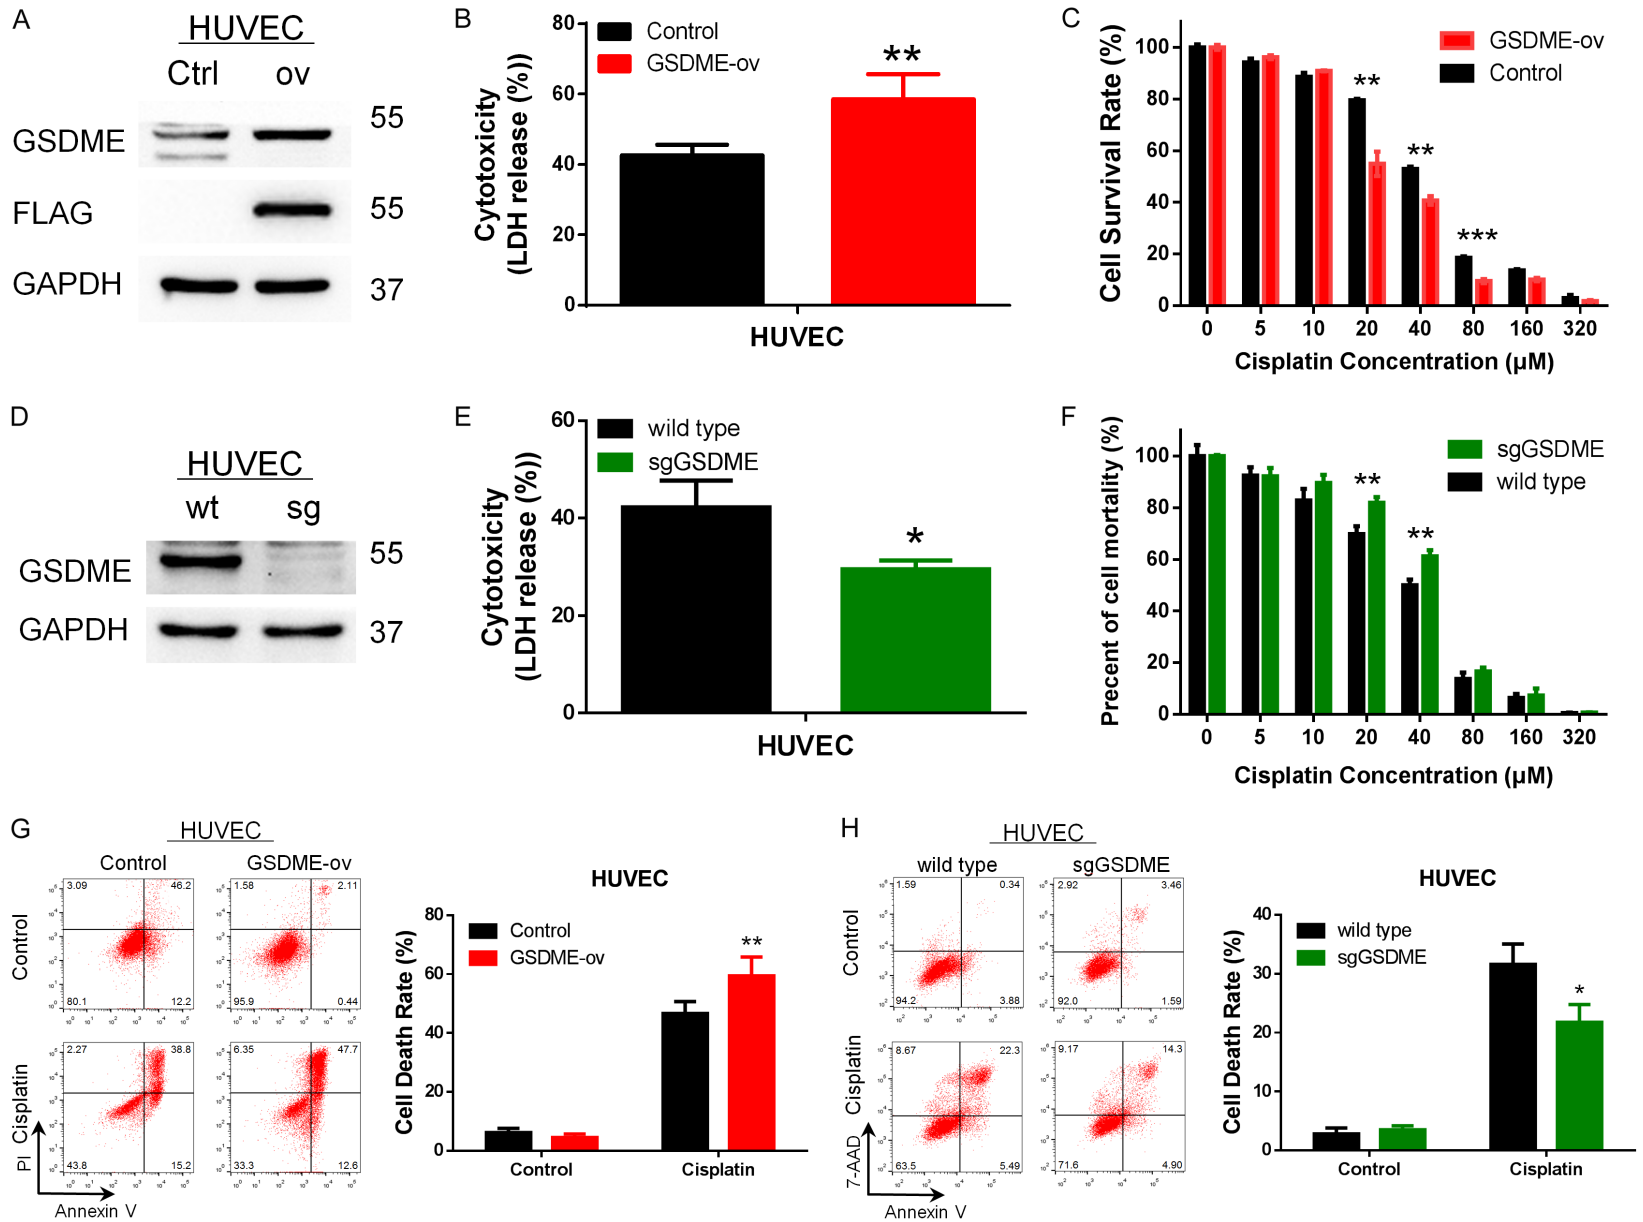 A
HUVEC
Ctrl ov
GSDME 55
FLAG 55
GAPDH 37
B
80
60
40
20
0
Cytotoxicity
(LDH release (%))
Control
GSDME-ov
**
HUVEC
C
100
80
60
40
20
0
Cell Survival Rate (%)
GSDME-ov
Control
**
**
***
0 5 10 20 40 80 160 320
Cisplatin Concentration (μM)
D
HUVEC
wt sg
GSDME 55
GAPDH 37
E
60
40
20
0
Cytotoxicity
(LDH release (%))
wild type
sgGSDME
*
HUVEC
F
100
80
60
40
20
0
Precent of cell mortality (%)
sgGSDME
wild type
**
**
0 5 10 20 40 80 160 320
Cisplatin Concentration (μM)
G
HUVEC
Control GSDME-ov
Control
3.09 46.2
80.1 12.2
1.58 2.11
95.9 0.44
Cisplatin
2.27 38.8
43.8 15.2
6.35 47.7
33.3 12.6
PI
Annexin V
HUVEC
80
60
40
20
0
Cell Death Rate (%)
Control
GSDME-ov
**
Control Cisplatin
H
HUVEC
wild type sgGSDME
Control
1.59 0.34
94.2 3.88
2.92 3.46
92.0 1.59
Cisplatin
8.67 22.3
63.5 5.49
9.17 14.3
71.6 4.90
7-AAD
Annexin V
HUVEC
40
30
20
10
0
Cell Death Rate (%)
wild type
sgGSDME
*
Control Cisplatin